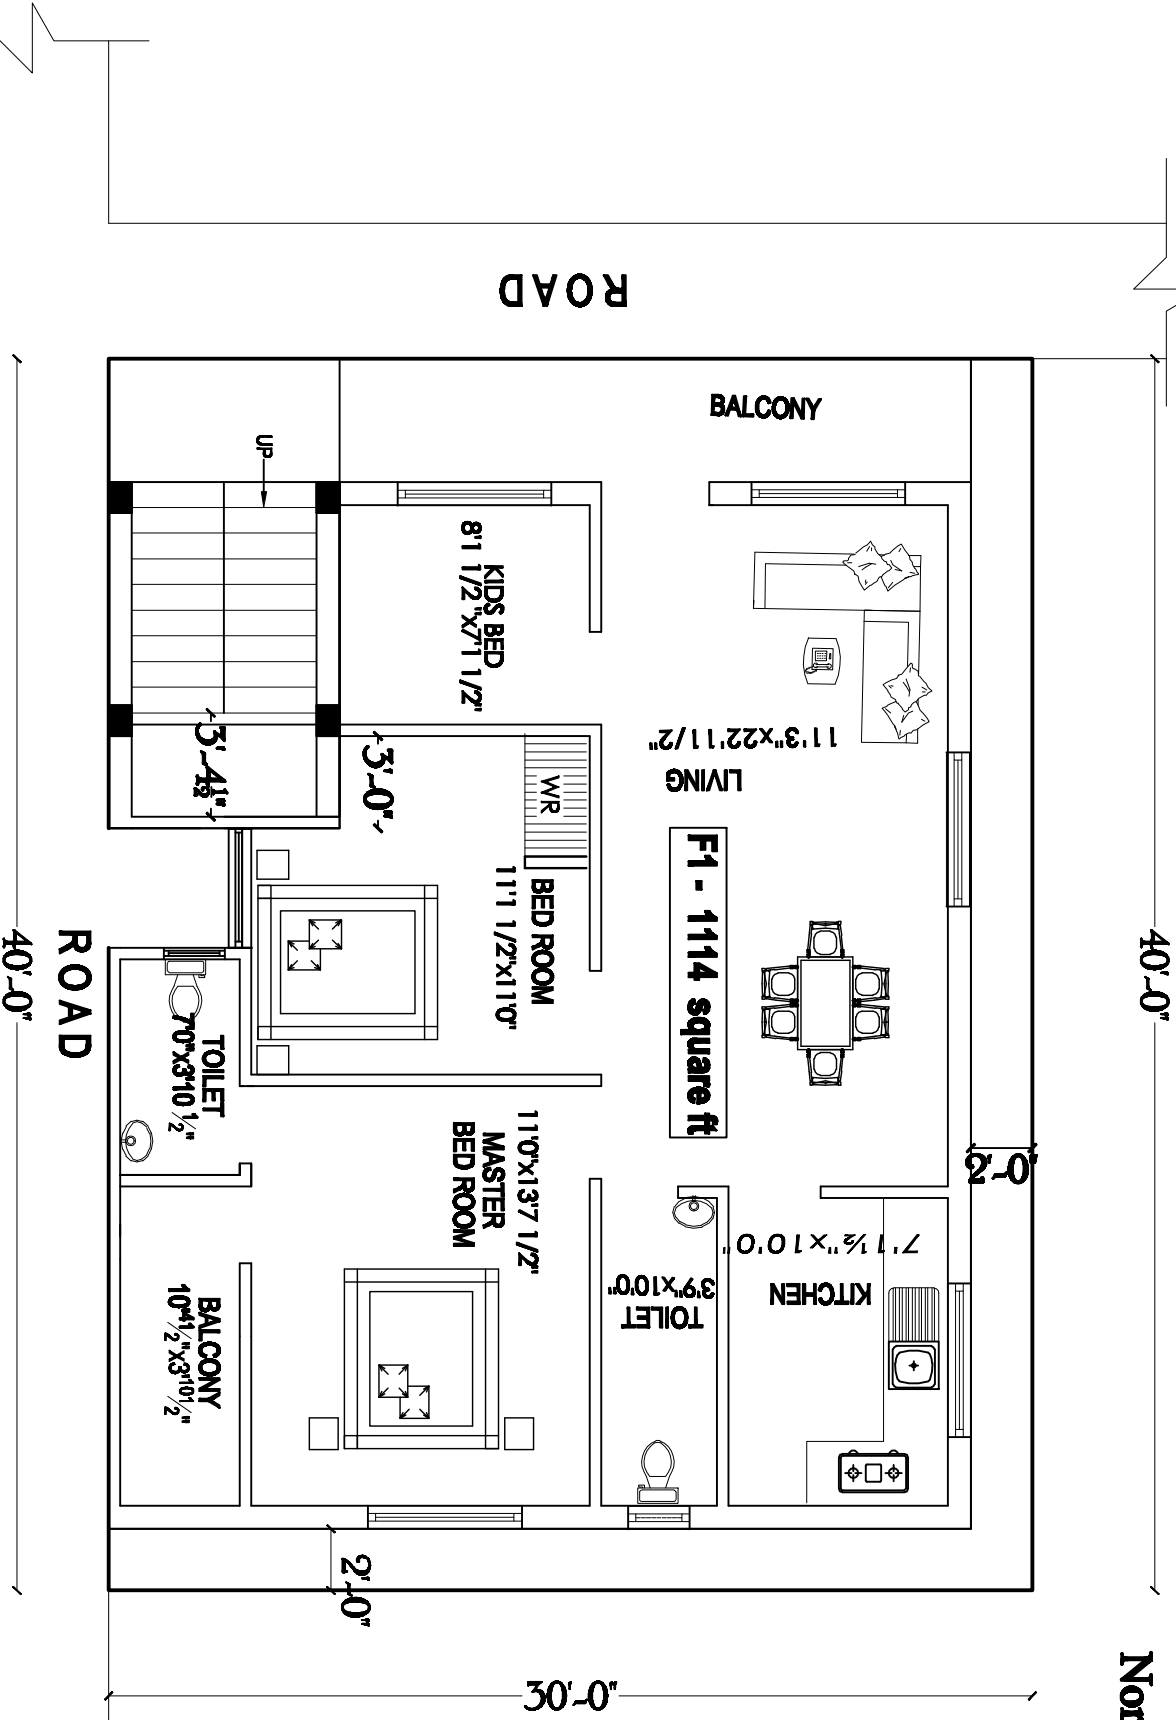 ROAD
BALCONY
UP
KIDS BED
8'1 1/2"x7'1 1/2"
11'3"x22'11/2"
LIVING
3'-4½"
3'-0"
WR
F1 - 1114 square ft
BED ROOM
11'1 1/2"x11'0"
40'-0"
ROAD
40'-0"
TOILET
7'0"x3'10 ½"
11'0"x13'7 1/2"
MASTER
BED ROOM
2'-0"
7'1½"x10'0"
KITCHEN
3'9"x10'0"
TOILET
BALCONY
10'4½"x3'10½"
2'-0"
30'-0"